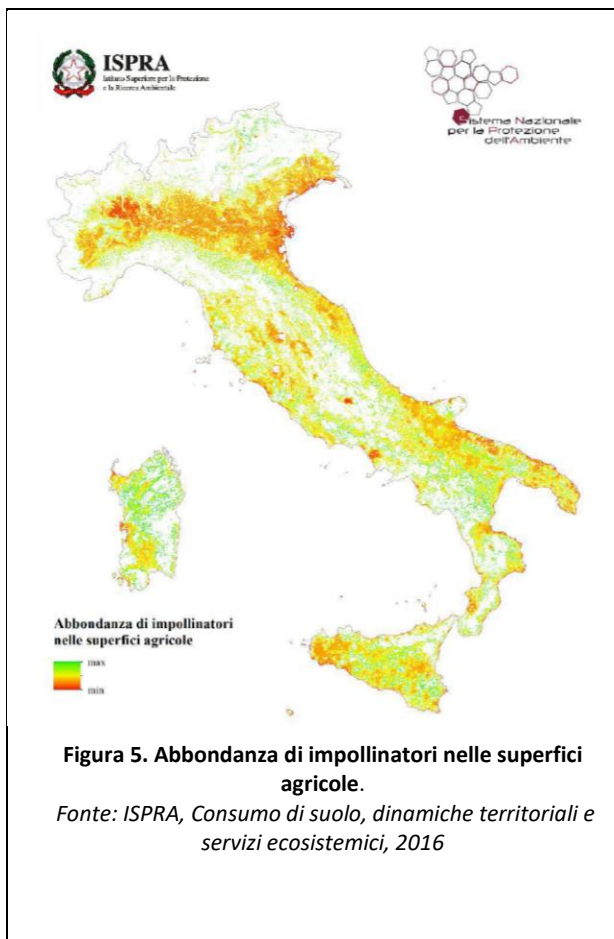 ISPRA
Istituto Superiore per la Protezione
e la Ricerca Ambientale
Sistema Nazionale
per la Protezione
dell'Ambiente
Abbondanza di impollinatori
nelle superfici agricole
max
min
Figura 5. Abbondanza di impollinatori nelle superfici
agricole.
Fonte: ISPRA, Consumo di suolo, dinamiche territoriali e
servizi ecosistemici, 2016